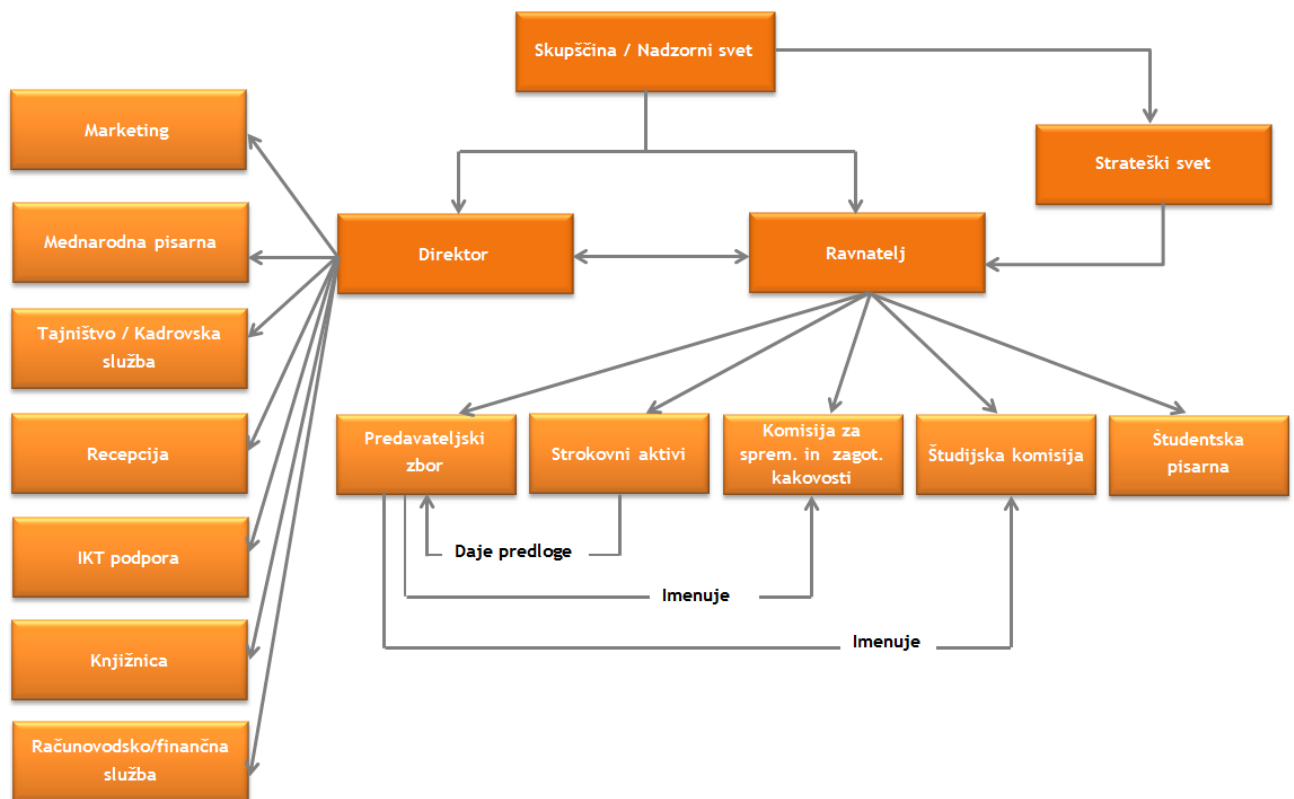 Skupščina / Nadzorni svet
Strateški svet
Direktor
Ravnatelj
Marketing
Mednarodna pisarna
Tajništvo / Kadrovska
služba
Recepcija
IKT podpora
Knjižnica
Računovodsko/finančna
služba
Predavateljski
zbor
Strokovni aktivi
Komisija za
sprem. in zagot.
kakovosti
Študijska komisija
Študentska
pisarna
Daje predloge
Imenuje
Imenuje